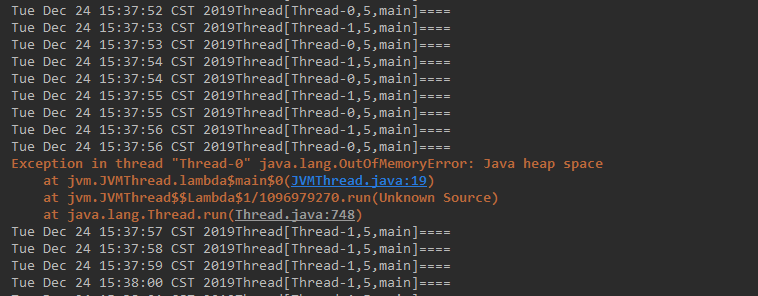 Tue Dec 24 15:37:52 CST 2019Thread[Thread-0,5,main]====
Tue Dec 24 15:37:53 CST 2019Thread[Thread-1,5,main]====
Tue Dec 24 15:37:53 CST 2019Thread[Thread-0,5,main]====
Tue Dec 24 15:37:54 CST 2019Thread[Thread-1,5,main]====
Tue Dec 24 15:37:54 CST 2019Thread[Thread-0,5,main]====
Tue Dec 24 15:37:55 CST 2019Thread[Thread-1,5,main]====
Tue Dec 24 15:37:55 CST 2019Thread[Thread-0,5,main]====
Tue Dec 24 15:37:56 CST 2019Thread[Thread-1,5,main]====
Tue Dec 24 15:37:56 CST 2019Thread[Thread-0,5,main]====
Exception in thread "Thread-0" java.lang.OutOfMemoryError: Java heap space
    at jvm.JVMThread.lambda$main$0(JVMThread.java:19)
    at jvm.JVMThread$$Lambda$1/1096979270.run(Unknown Source)
    at java.lang.Thread.run(Thread.java:748)
Tue Dec 24 15:37:57 CST 2019Thread[Thread-1,5,main]====
Tue Dec 24 15:37:58 CST 2019Thread[Thread-1,5,main]====
Tue Dec 24 15:37:59 CST 2019Thread[Thread-1,5,main]====
Tue Dec 24 15:38:00 CST 2019Thread[Thread-1,5,main]====